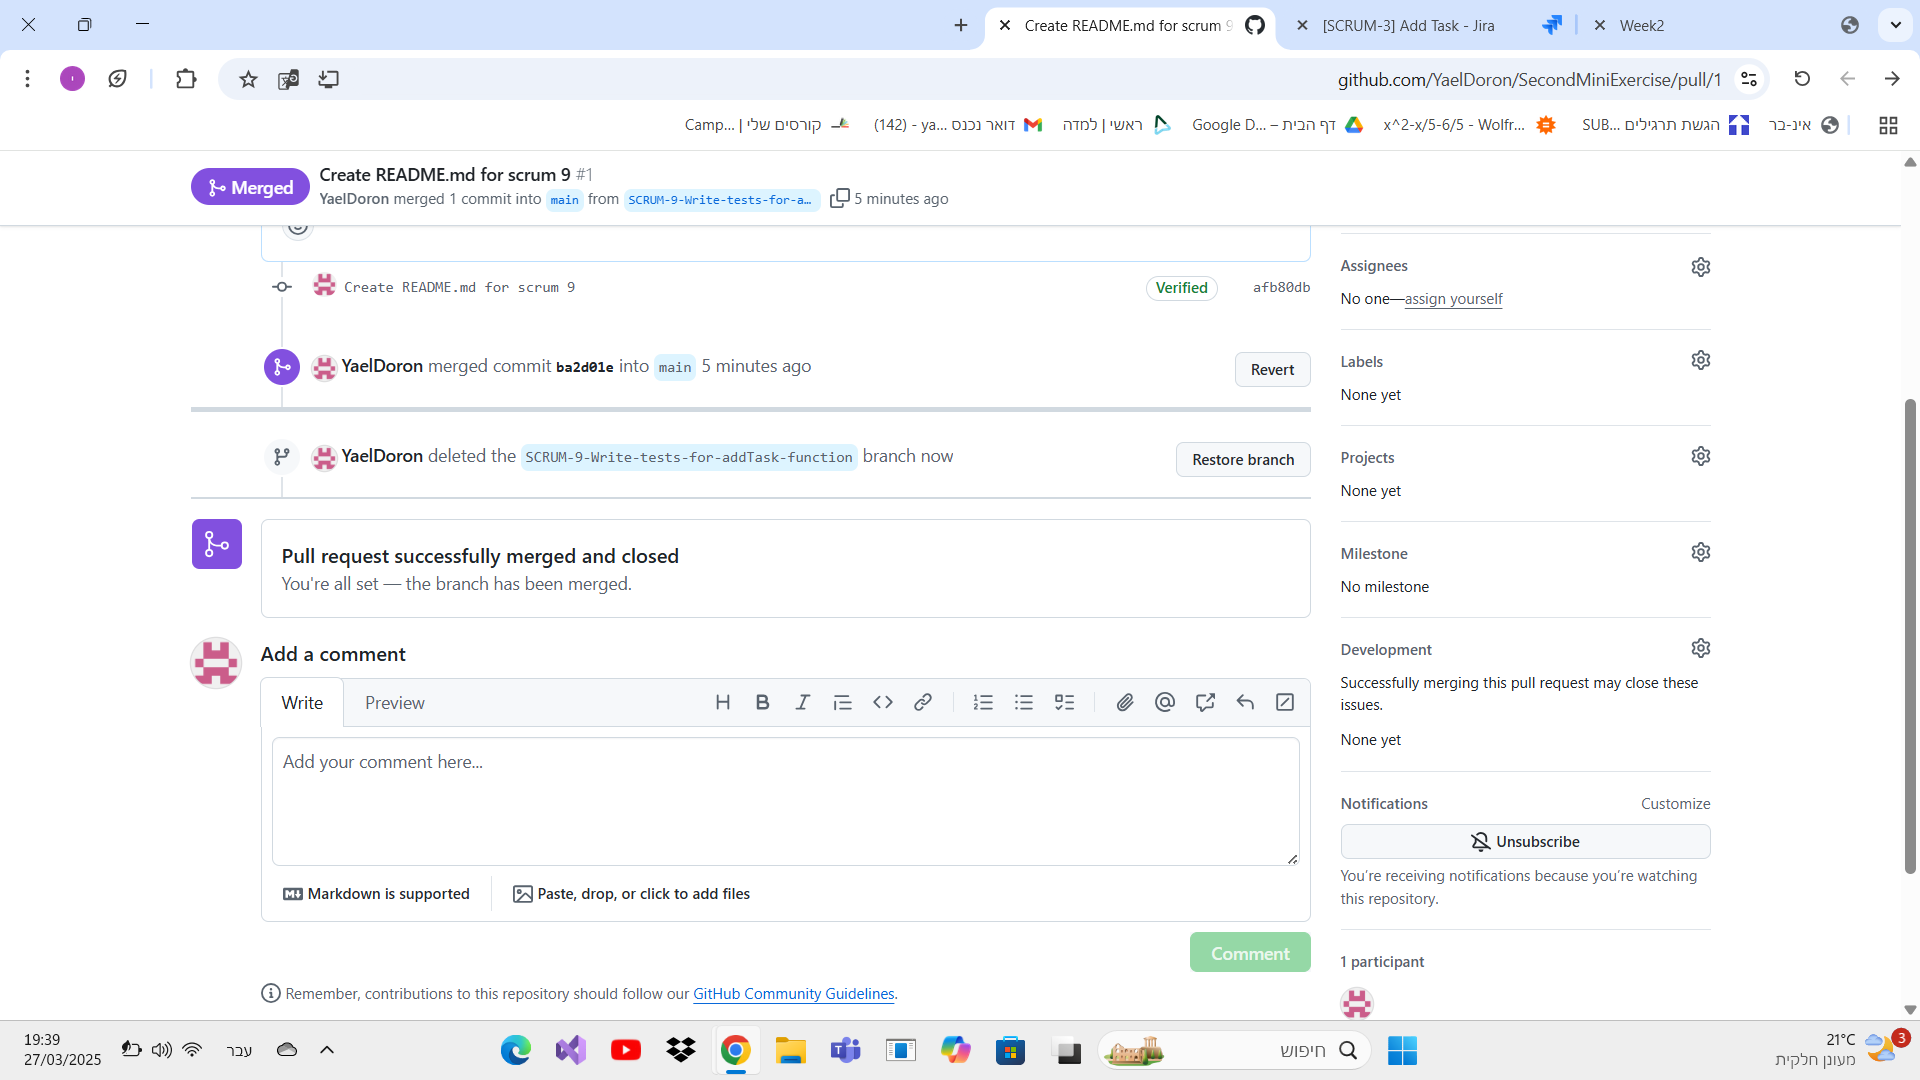 Create README.md for scrum 9
[SCRUM-3] Add Task - Jira
Week2
github.com/YaelDoron/SecondMiniExercise/pull/1
קורסים שלי | Camp...
דואר נכנס (142) - ya...
ראשי | למדה
דף הבית – Google D...
x^2-x/5-6/5 - Wolfr...
הגשת תרגילים SUB...
אינ-בר
Merged
Create README.md for scrum 9 #1
YaelDoron merged 1 commit into main from SCRUM-9-Write-tests-for-a… 5 minutes ago
Create README.md for scrum 9
Verified
afb80db
YaelDoron merged commit ba2d01e into main 5 minutes ago
Revert
YaelDoron deleted the SCRUM-9-Write-tests-for-addTask-function branch now
Restore branch
Pull request successfully merged and closed
You're all set — the branch has been merged.
Add a comment
Write
Preview
Add your comment here...
Markdown is supported
Paste, drop, or click to add files
Comment
Remember, contributions to this repository should follow our GitHub Community Guidelines.
Assignees
No one—assign yourself
Labels
None yet
Projects
None yet
Milestone
No milestone
Development
Successfully merging this pull request may close these
issues.
None yet
Notifications
Customize
Unsubscribe
You're receiving notifications because you're watching
this repository.
1 participant
19:39
27/03/2025
עבר
חיפוש
21°C
מעונן חלקית
3